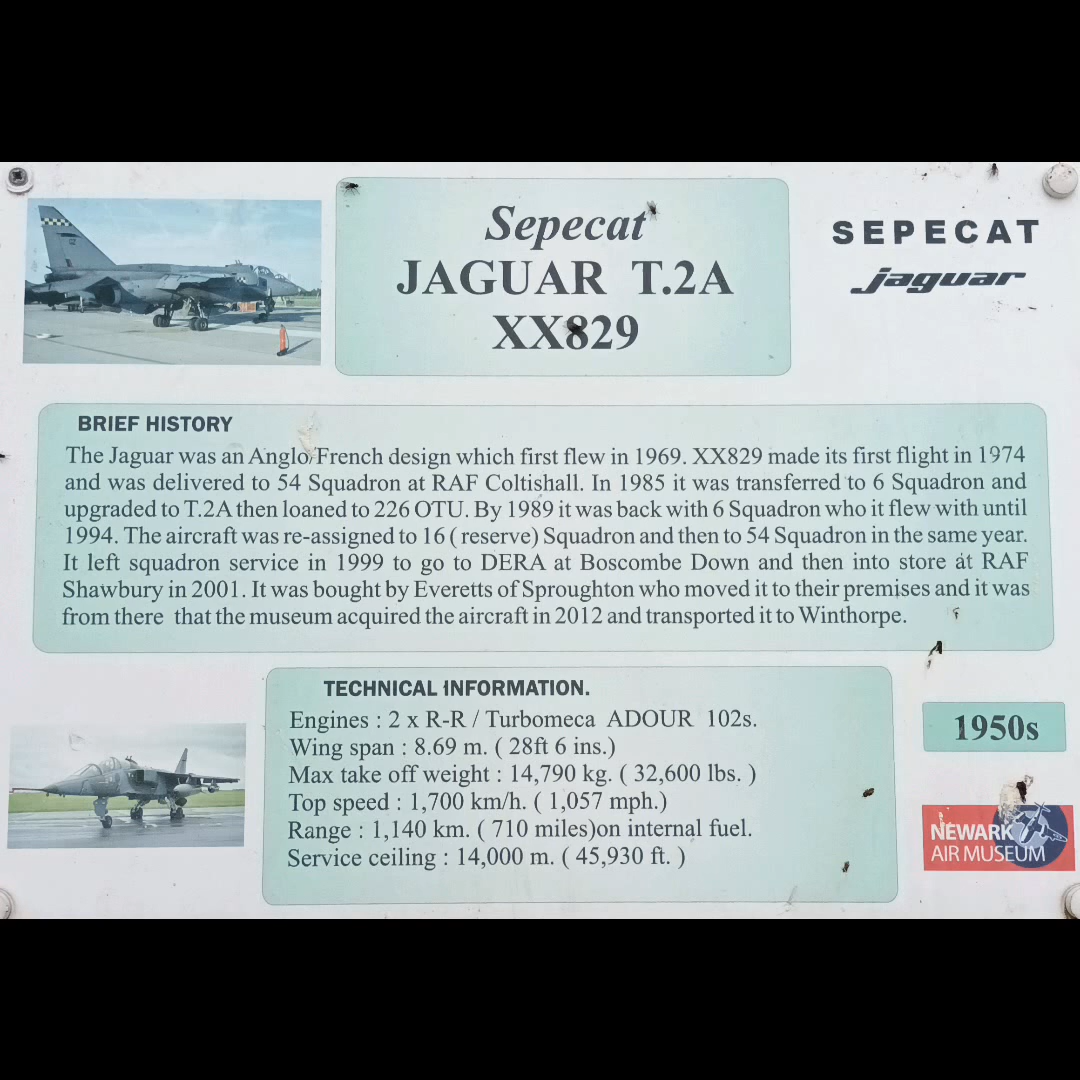 Sepecat
JAGUAR T.2A
XX829
SEPECAT
jaguar
BRIEF HISTORY
The Jaguar was an Anglo/French design which first flew in 1969. XX829 made its first flight in 1974
and was delivered to 54 Squadron at RAF Coltishall. In 1985 it was transferred to 6 Squadron and
upgraded to T.2A then loaned to 226 OTU. By 1989 it was back with 6 Squadron who it flew with until
1994. The aircraft was re-assigned to 16 ( reserve) Squadron and then to 54 Squadron in the same year.
It left squadron service in 1999 to go to DERA at Boscombe Down and then into store at RAF
Shawbury in 2001. It was bought by Everetts of Sproughton who moved it to their premises and it was
from there that the museum acquired the aircraft in 2012 and transported it to Winthorpe.
TECHNICAL INFORMATION.
Engines : 2 x R-R / Turbomeca ADOUR 102s.
Wing span : 8.69 m. ( 28ft 6 ins.)
Max take off weight : 14,790 kg. ( 32,600 lbs. )
Top speed : 1,700 km/h. ( 1,057 mph.)
Range : 1,140 km. ( 710 miles)on internal fuel.
Service ceiling : 14,000 m. ( 45,930 ft. )
1950s
NEWARK
AIR MUSEUM